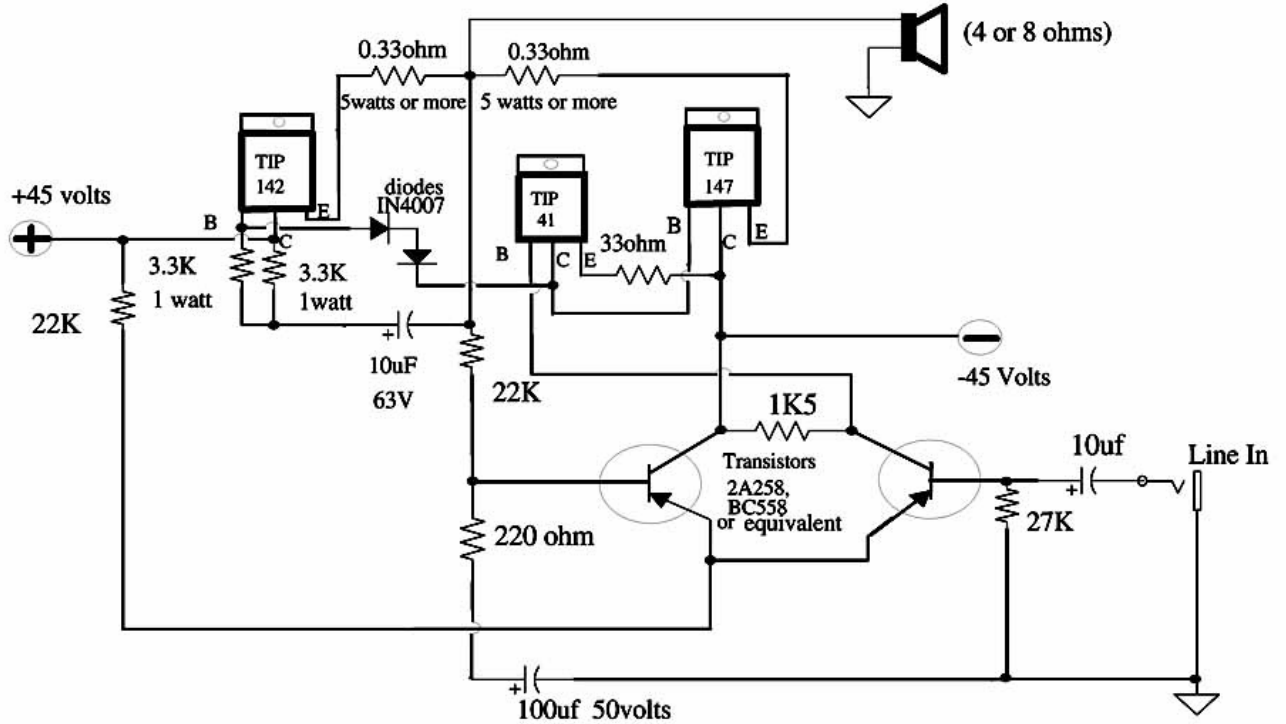 0.33ohm
0.33ohm
(4 or 8 ohms)
5watts or more
5 watts or more
TIP
142
TIP
147
TIP
41
diodes
IN4007
+45 volts
B
E
C
B
C
E
B
C
E
33ohm
3.3K
1 watt
3.3K
1watt
22K
+
10uF
63V
22K
-45 Volts
1K5
Transistors
2A258,
BC558
or equivalent
10uf
+
Line In
27K
220 ohm
+
100uf 50volts